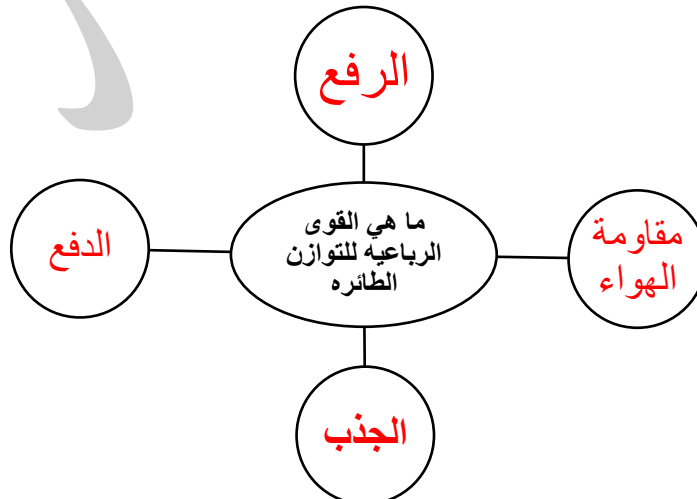 الرفع
مقاومة
الهواء
ما هي القوى
الرباعيه للتوازن
الطائره
الدفع
الجذب